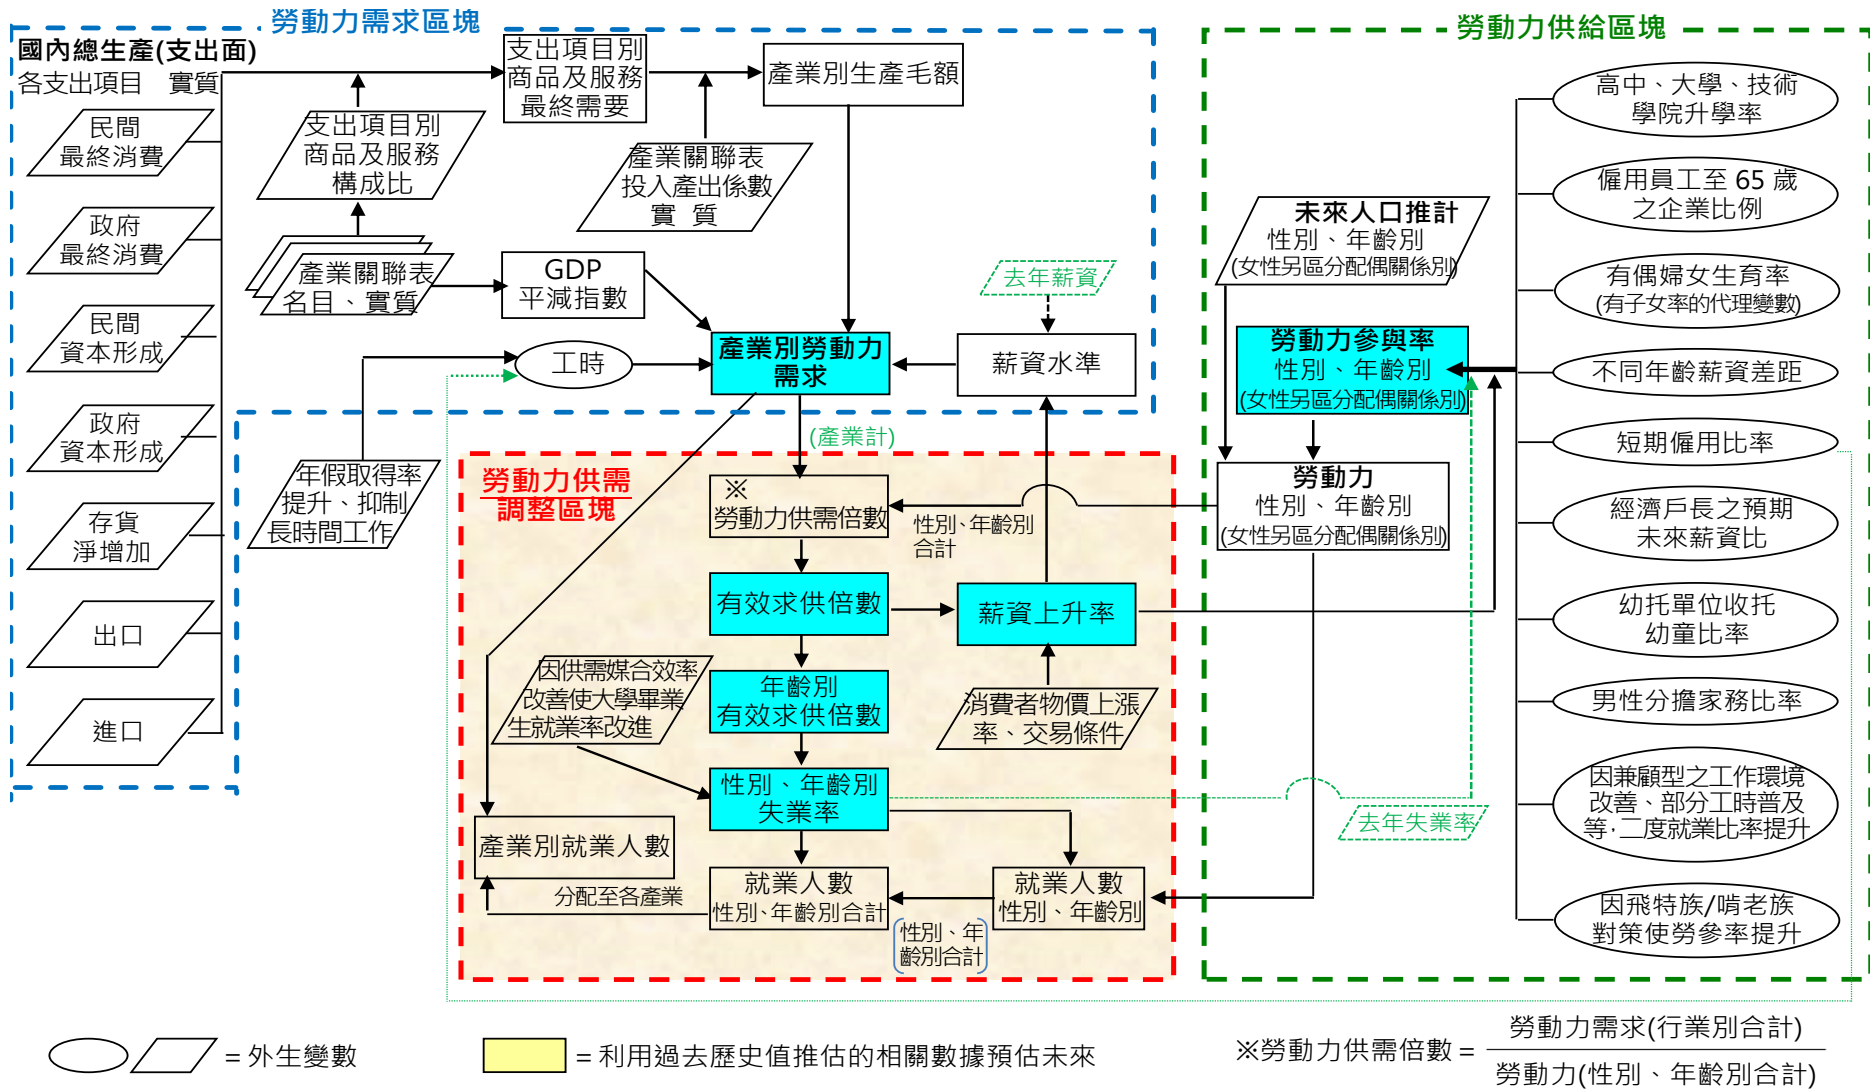 勞動力需求區塊
國內總生產(支出面)
各支出項目 實質
民間
最終消費
政府
最終消費
民間
資本形成
政府
資本形成
存貨
淨增加
出口
進口
支出項目別
商品及服務
構成比
產業關聯表
名目、實質
支出項目別
商品及服務
最終需要
產業關聯表
投入產出係數
實 質
產業別生產毛額
GDP
平減指數
工時
產業別勞動力
需求
去年薪資
薪資水準
年假取得率
提升、抑制
長時間工作
(產業計)
勞動力供需
調整區塊
※
勞動力供需倍數
性別、年齡別
合計
有效求供倍數
薪資上升率
因供需媒合效率
改善使大學畢業
生就業率改進
年齡別
有效求供倍數
消費者物價上漲
率、交易條件
性別、年齡別
失業率
產業別就業人數
分配至各產業
就業人數
性別、年齡別合計
性別、年
齡別合計
就業人數
性別、年齡別
勞動力供給區塊
未來人口推計
性別、年齡別
(女性另區分配偶關係別)
勞動力參與率
性別、年齡別
(女性另區分配偶關係別)
勞動力
性別、年齡別
(女性另區分配偶關係別)
去年失業率
高中、大學、技術
學院升學率
僱用員工至 65 歲
之企業比例
有偶婦女生育率
(有子女率的代理變數)
不同年齡薪資差距
短期僱用比率
經濟戶長之預期
未來薪資比
幼托單位收托
幼童比率
男性分擔家務比率
因兼顧型之工作環境
改善、部分工時普及
等,二度就業比率提升
因飛特族/啃老族
對策使勞參率提升
= 外生變數
= 利用過去歷史值推估的相關數據預估未來
※勞動力供需倍數 =
勞動力需求(行業別合計)
勞動力(性別、年齡別合計)